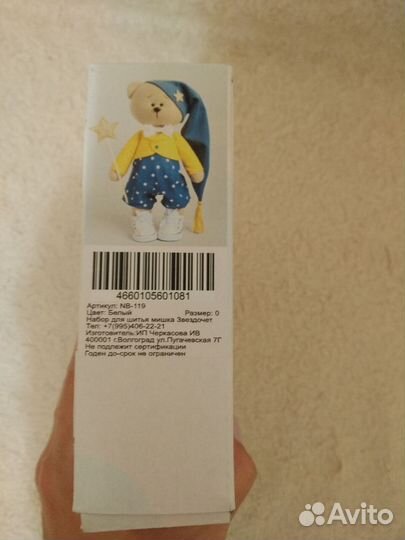 4660105601081
Артикул: NB-119
Цвет: Белый Размер: 0
Набор для шитья мишка Звездочет
Тел: +7(995)406-22-21
Изготовитель:ИП Черкасова ИВ
400001 г.Волгоград ул.Пугачевская 7Г
Не подлежит сертификации
Годен до-срок не ограничен
Avito